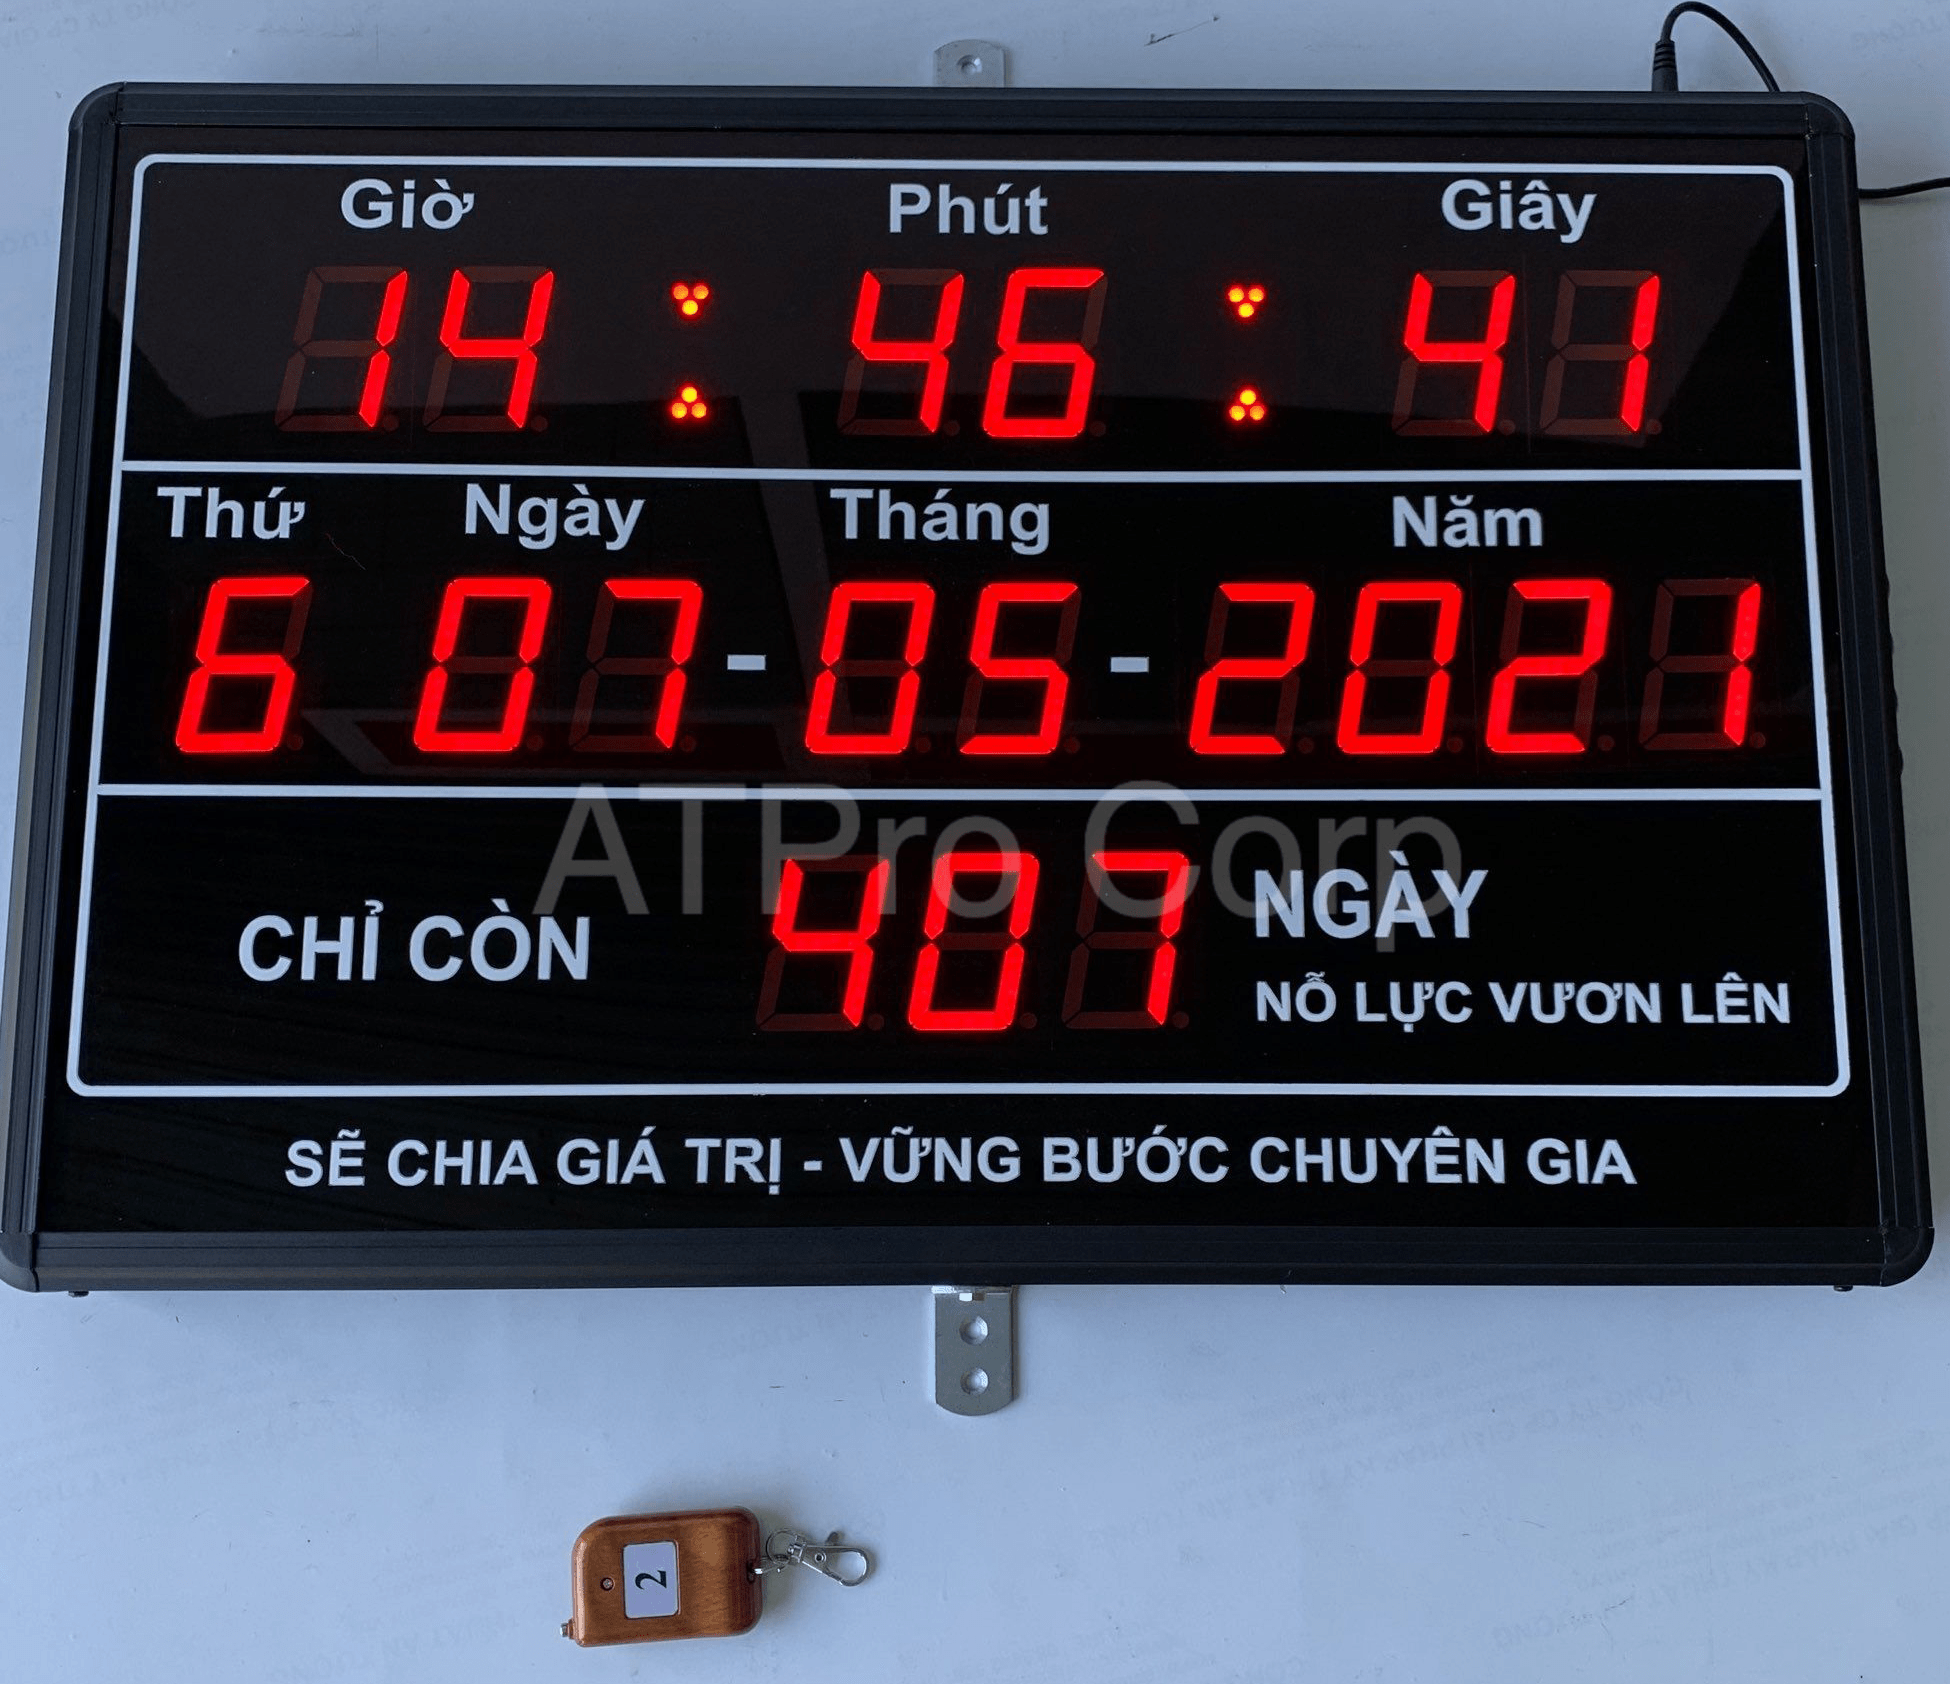 Giờ Phút Giây
14 : 46 : 41
Thứ Ngày Tháng Năm
6 07 - 05 - 2021
ATPro Corp
CHỈ CÒN 407 NGÀY
NỖ LỰC VƯƠN LÊN
SẼ CHIA GIÁ TRỊ - VỮNG BƯỚC CHUYÊN GIA
2